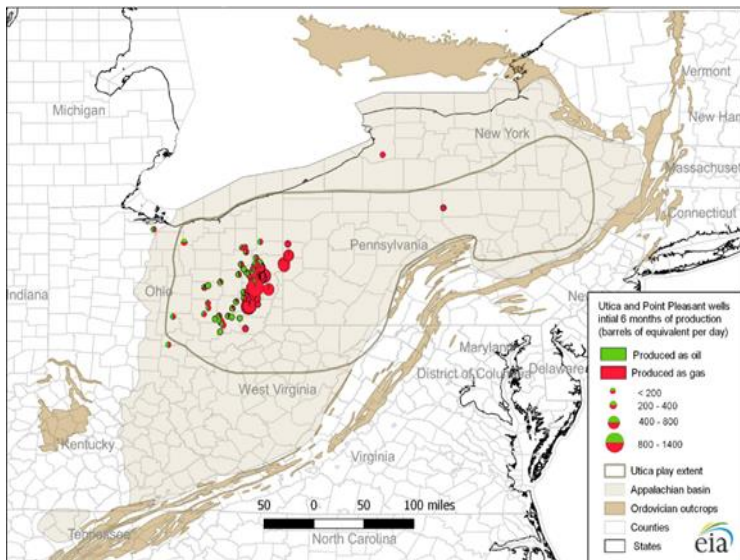 Michigan
Vermont
New Ham
New York
Massachuset
Connecticut
Pennsylvania
Indiana
Ohio
Ne
Maryland
District of Columbia
Delaware
West Virginia
Kentucky
Virginia
Tennessee
North Carolina
50 0 50 100 miles
Utica and Point Pleasant wells
intial 6 months of production
(barrels of equivalent per day)
Produced as oil
Produced as gas
< 200
200 - 400
400 - 800
800 - 1400
Utica play extent
Appalachian basin
Ordovician outcrops
Counties
States
eia